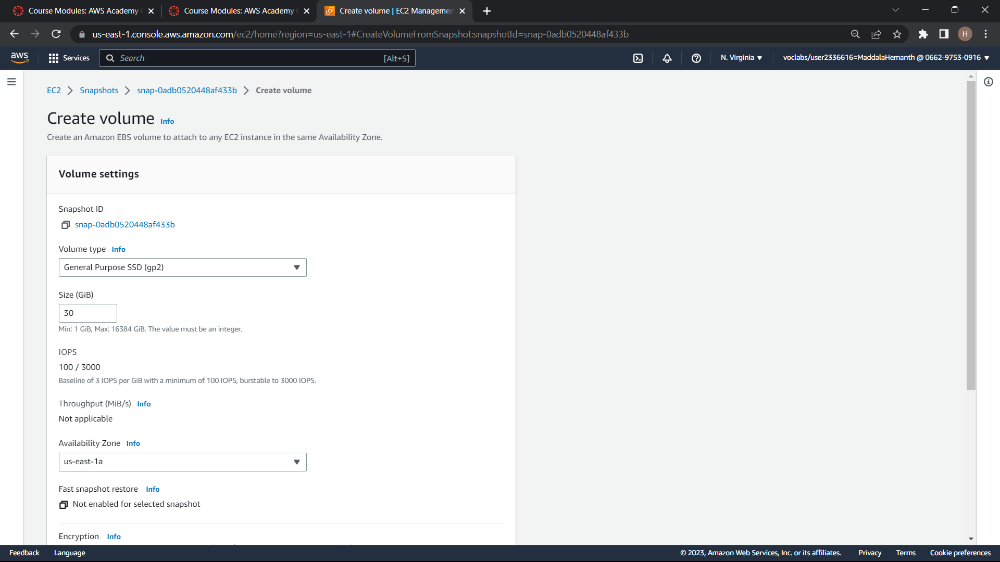 Course Modules: AWS Academy
Course Modules: AWS Academy
Create volume | EC2 Managemen
us-east-1.console.aws.amazon.com/ec2/home?region=us-east-1#CreateVolumeFromSnapshot:snapshotId=snap-0adb0520448af433b
H
aws
Services
Search
[Alt+S]
N. Virginia
voclabs/user2336616=MaddalaHemanth @ 0662-9753-0916
EC2
Snapshots
snap-0adb0520448af433b
Create volume
Create volume Info
Create an Amazon EBS volume to attach to any EC2 instance in the same Availability Zone.
Volume settings
Snapshot ID
snap-0adb0520448af433b
Volume type Info
General Purpose SSD (gp2)
Size (GiB)
30
Min: 1 GiB, Max: 16384 GiB. The value must be an integer.
IOPS
100 / 3000
Baseline of 3 IOPS per GiB with a minimum of 100 IOPS, burstable to 3000 IOPS.
Throughput (MiB/s) Info
Not applicable
Availability Zone Info
us-east-1a
Fast snapshot restore Info
Not enabled for selected snapshot
Encryption Info
Feedback
Language
© 2023, Amazon Web Services, Inc. or its affiliates.
Privacy
Terms
Cookie preferences